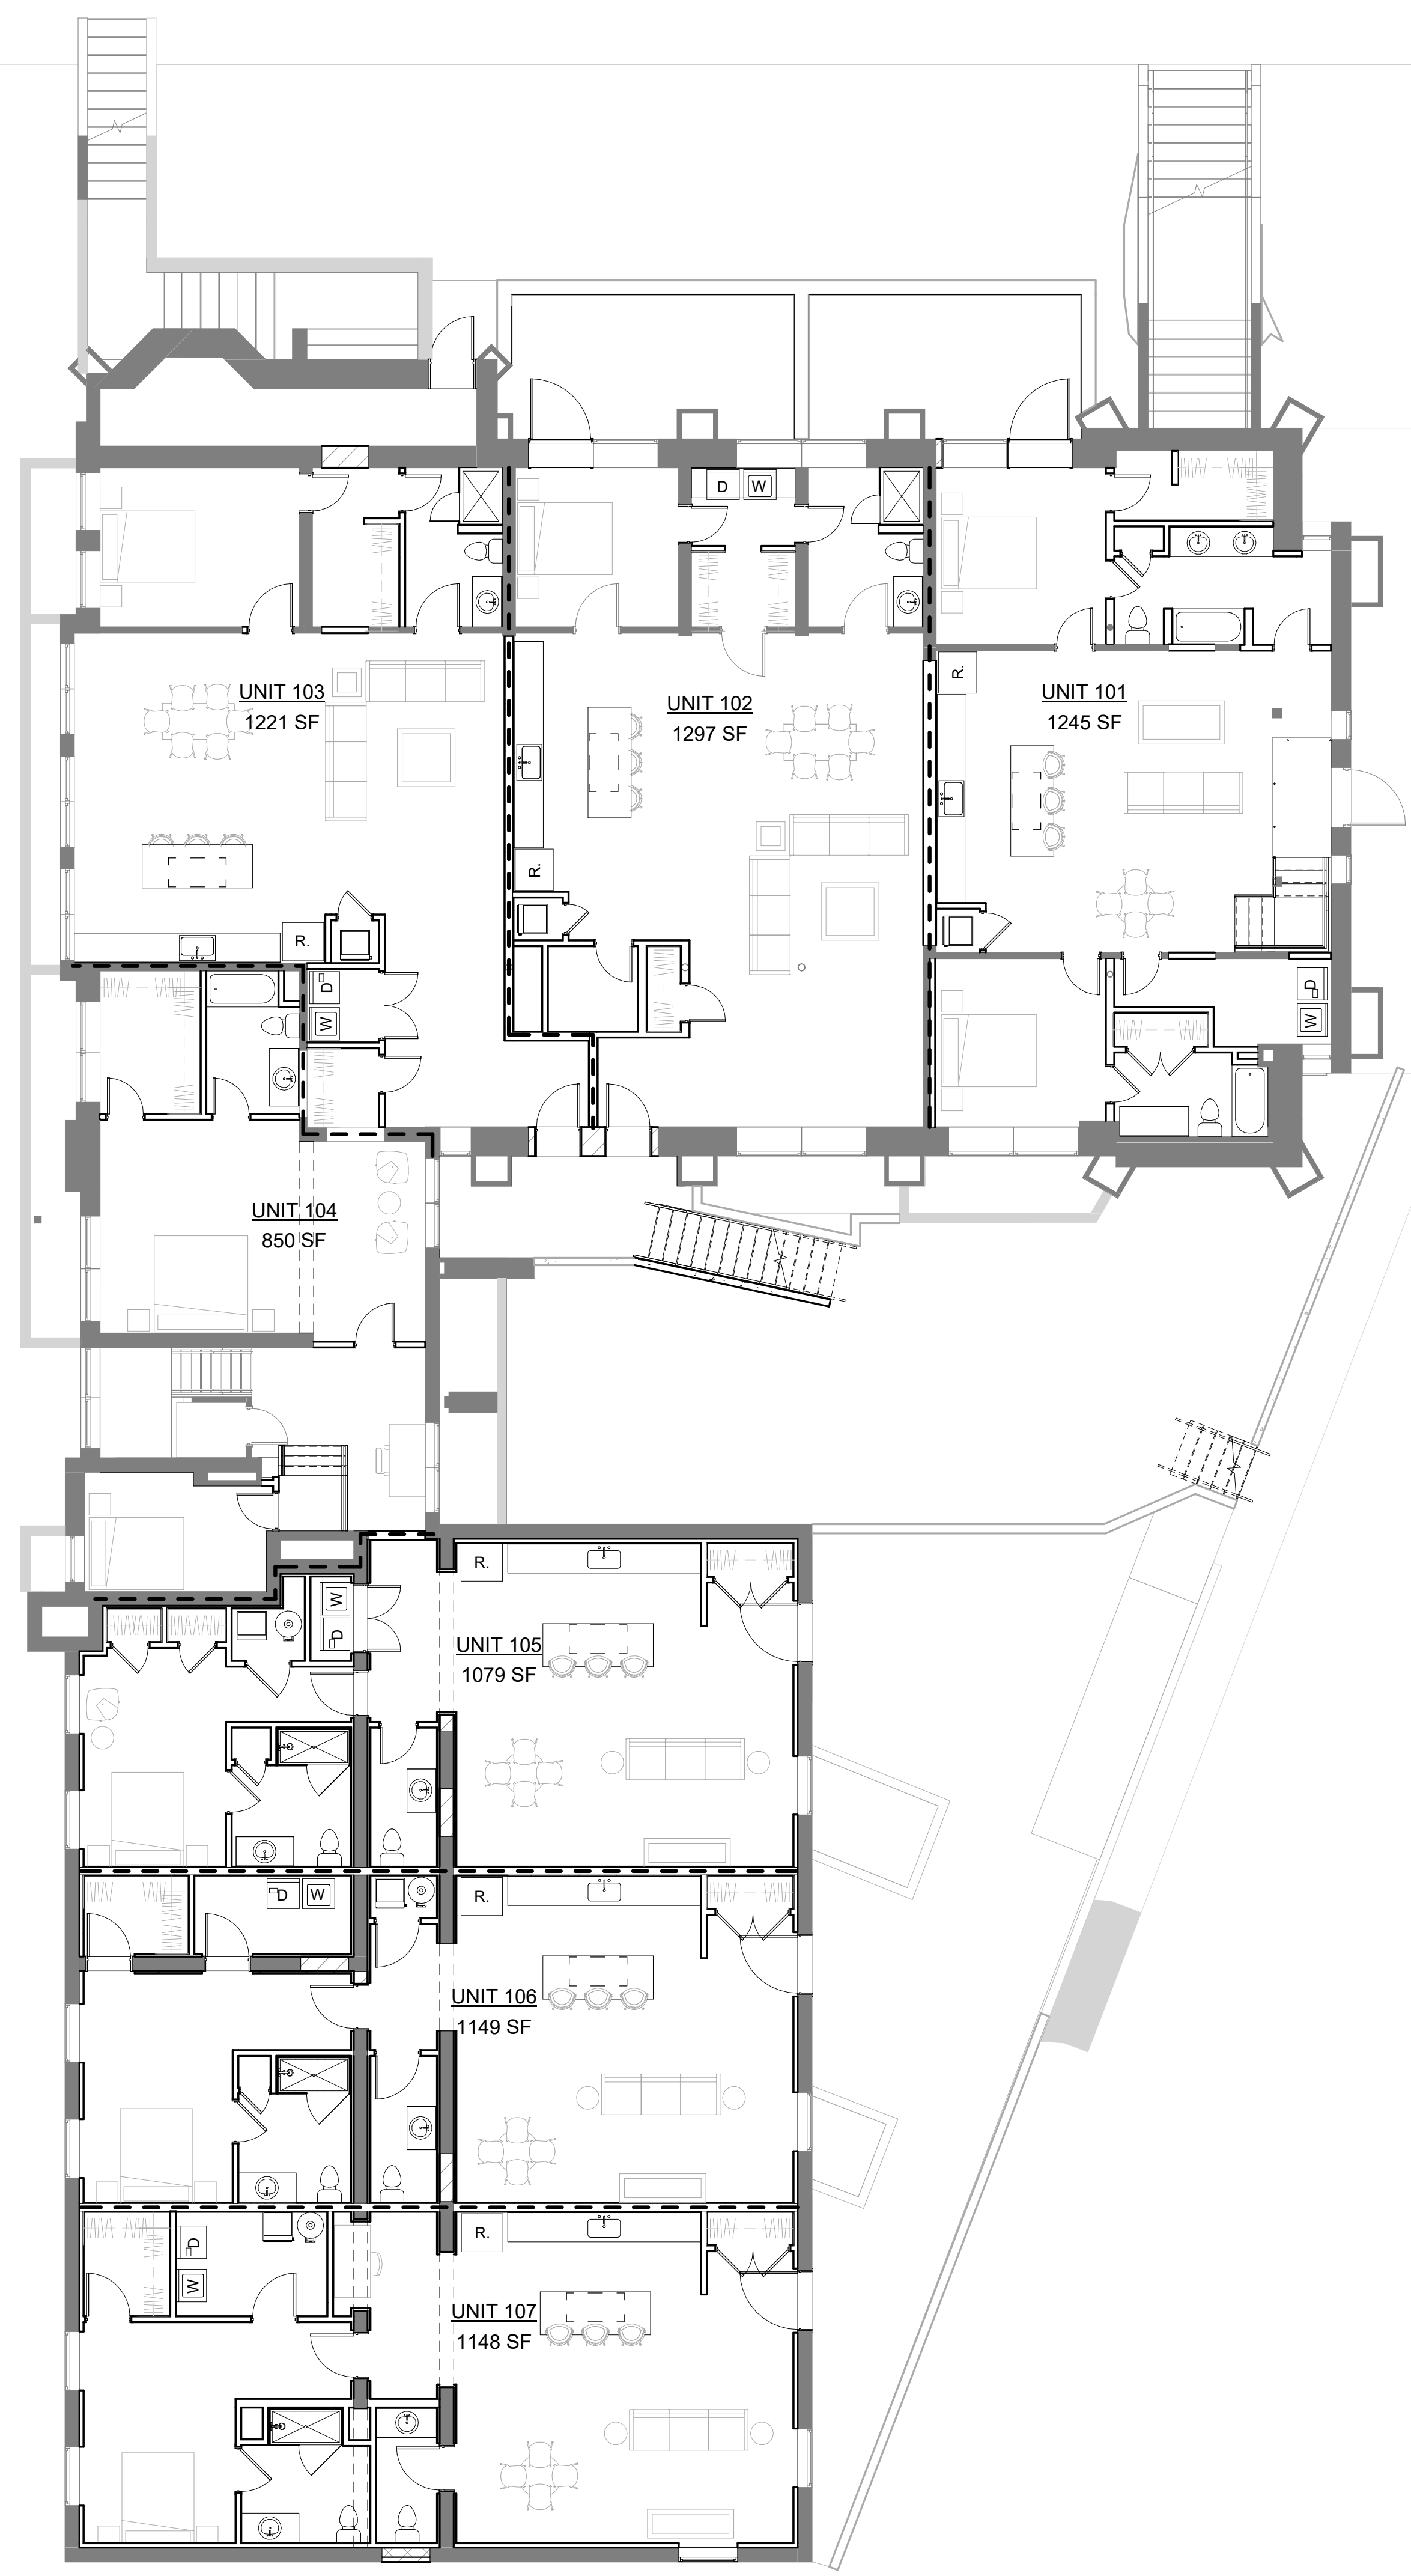 D W
R.
UNIT 103
1221 SF
UNIT 102
1297 SF
UNIT 101
1245 SF
R.
R.
D
W
D
W
UNIT 104
850 SF
R.
W
D
UNIT 105
1079 SF
D W
R.
UNIT 106
1149 SF
R.
D
W
UNIT 107
1148 SF